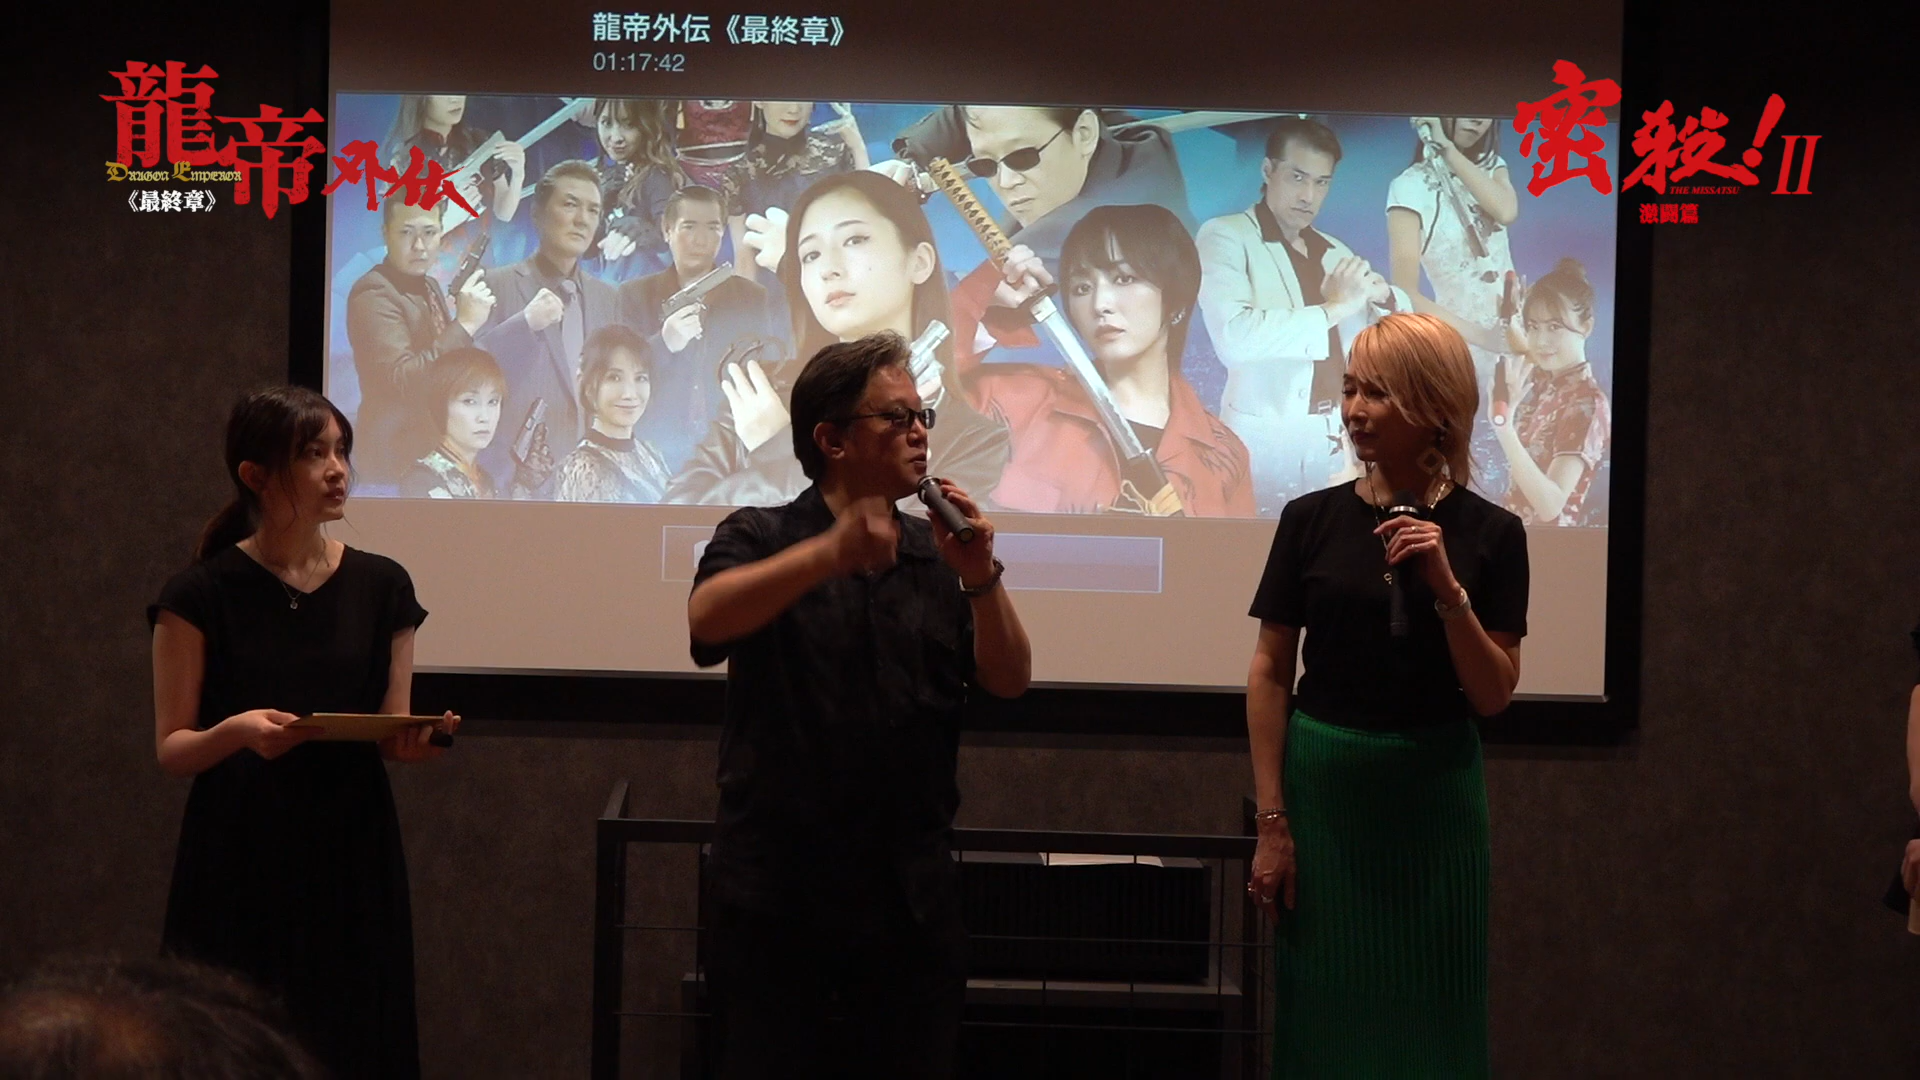 龍帝外伝《最終章》
01:17:42
龍帝外伝
DRAGON EMPEROR
《最終章》
密殺!II
THE MISSATSU
激闘篇